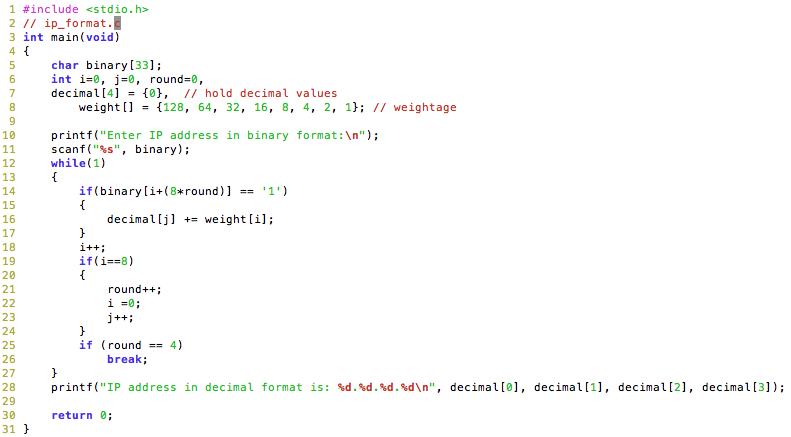 1 #include <stdio.h>
2 // ip_format.c
3 int main(void)
4 {
5     char binary[33];
6     int i=0, j=0, round=0,
7     decimal[4] = {0},  // hold decimal values
8         weight[] = {128, 64, 32, 16, 8, 4, 2, 1}; // weightage
9
10     printf("Enter IP address in binary format:\n");
11     scanf("%s", binary);
12     while(1)
13     {
14         if(binary[i+(8*round)] == '1')
15         {
16             decimal[j] += weight[i];
17         }
18         i++;
19         if(i==8)
20         {
21             round++;
22             i =0;
23             j++;
24         }
25         if (round == 4)
26             break;
27     }
28     printf("IP address in decimal format is: %d.%d.%d.%d\n", decimal[0], decimal[1], decimal[2], decimal[3]);
29
30     return 0;
31 }